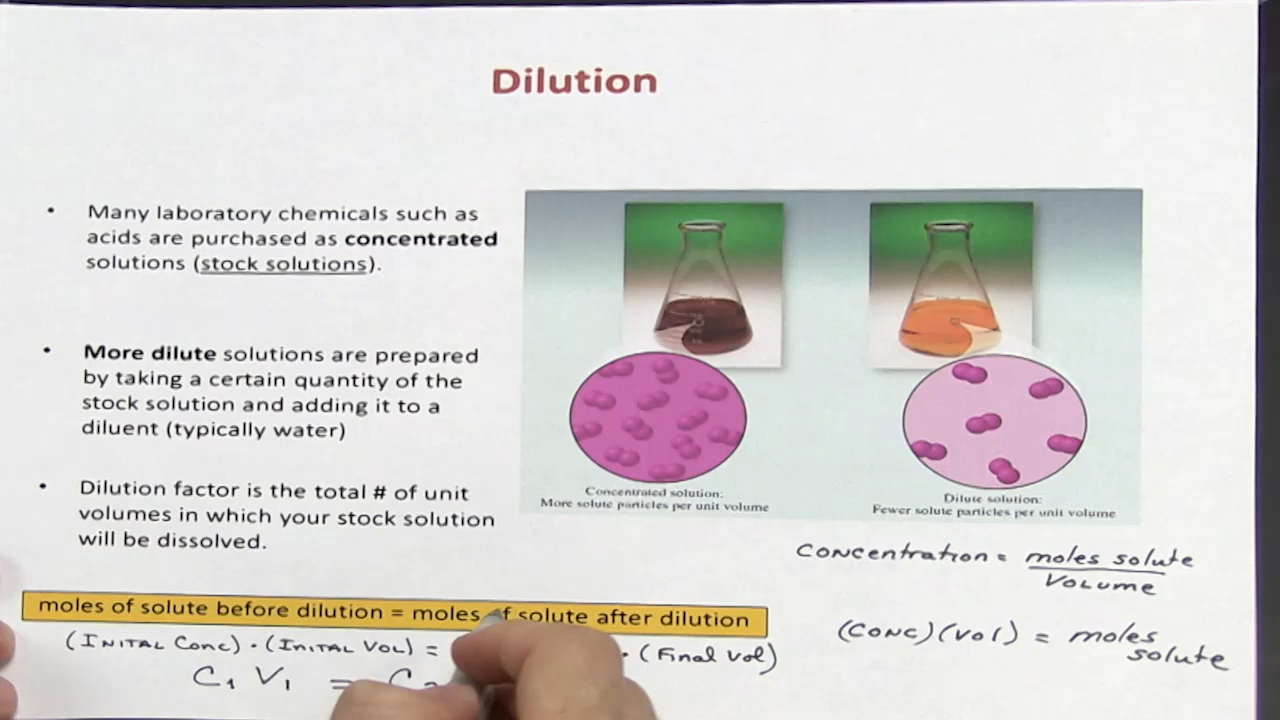 Dilution
• Many laboratory chemicals such as
acids are purchased as concentrated
solutions (stock solutions).
• More dilute solutions are prepared
by taking a certain quantity of the
stock solution and adding it to a
diluent (typically water)
• Dilution factor is the total # of unit
volumes in which your stock solution
will be dissolved.
Concentrated solution:
More solute particles per unit volume
Dilute solution:
Fewer solute particles per unit volume
Concentration = moles solute
Volume
moles of solute before dilution = moles of solute after dilution
(Conc)(Vol) = moles
solute
(Inital Conc) · (Inital Vol) = · (Final Vol)
C1 V1 = C